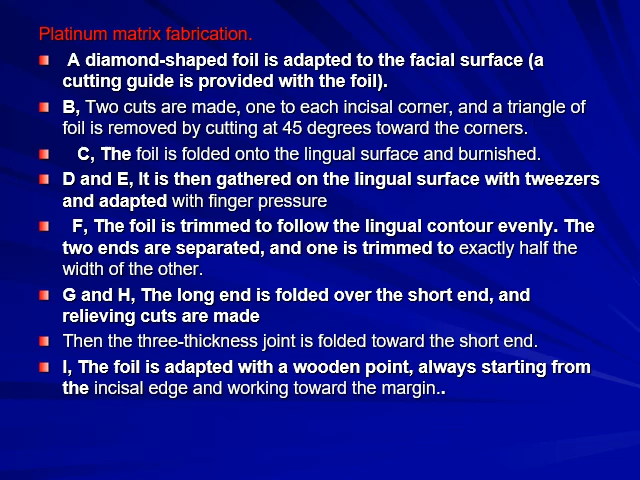 Platinum matrix fabrication.
A diamond-shaped foil is adapted to the facial surface (a
cutting guide is provided with the foil).
B, Two cuts are made, one to each incisal corner, and a triangle of
foil is removed by cutting at 45 degrees toward the corners.
C, The foil is folded onto the lingual surface and burnished.
D and E, It is then gathered on the lingual surface with tweezers
and adapted with finger pressure
F, The foil is trimmed to follow the lingual contour evenly. The
two ends are separated, and one is trimmed to exactly half the
width of the other.
G and H, The long end is folded over the short end, and
relieving cuts are made
Then the three-thickness joint is folded toward the short end.
I, The foil is adapted with a wooden point, always starting from
the incisal edge and working toward the margin..